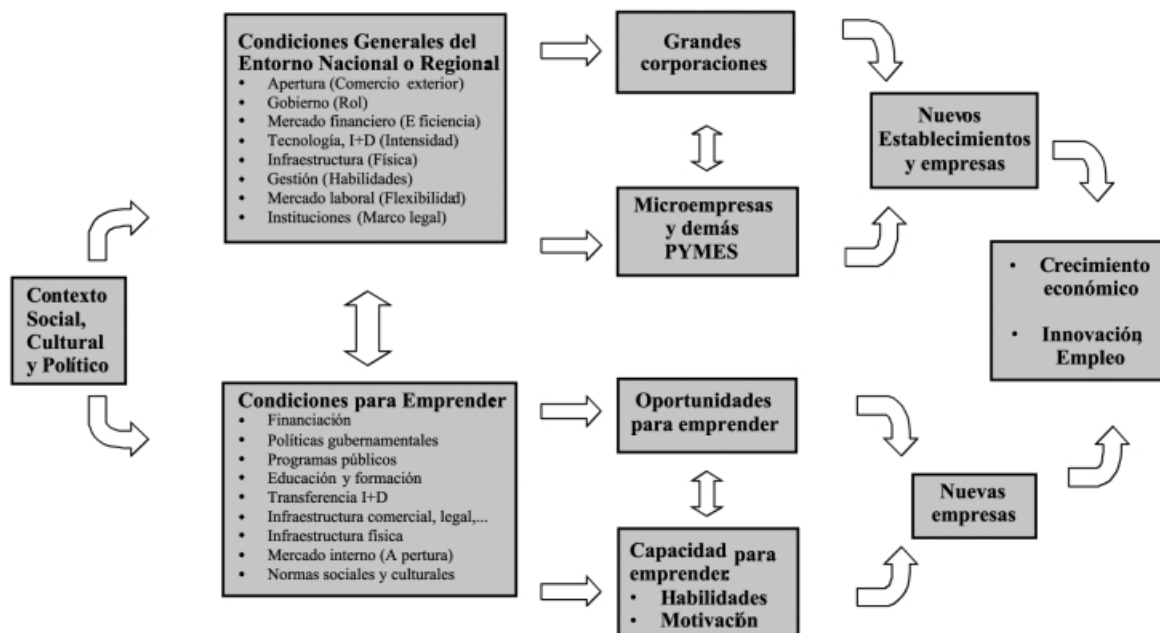 Contexto
Social,
Cultural
y Político
Condiciones Generales del
Entorno Nacional o Regional
• Apertura (Comercio exterior)
• Gobierno (Rol)
• Mercado financiero (E ficiencia)
• Tecnología, I+D (Intensidad)
• Infraestructura (Física)
• Gestión (Habilidades)
• Mercado laboral (Flexibilidad)
• Instituciones (Marco legal)
Condiciones para Emprender
• Financiación
• Políticas gubernamentales
• Programas públicos
• Educación y formación
• Transferencia I+D
• Infraestructura comercial, legal,...
• Infraestructura física
• Mercado interno (A pertura)
• Normas sociales y culturales
Grandes
corporaciones
Microempresas
y demás
PYMES
Oportunidades
para emprender
Capacidad para
emprender:
• Habilidades
• Motivación
Nuevos
Establecimientos
y empresas
Nuevas
empresas
• Crecimiento
económico
• Innovación,
Empleo